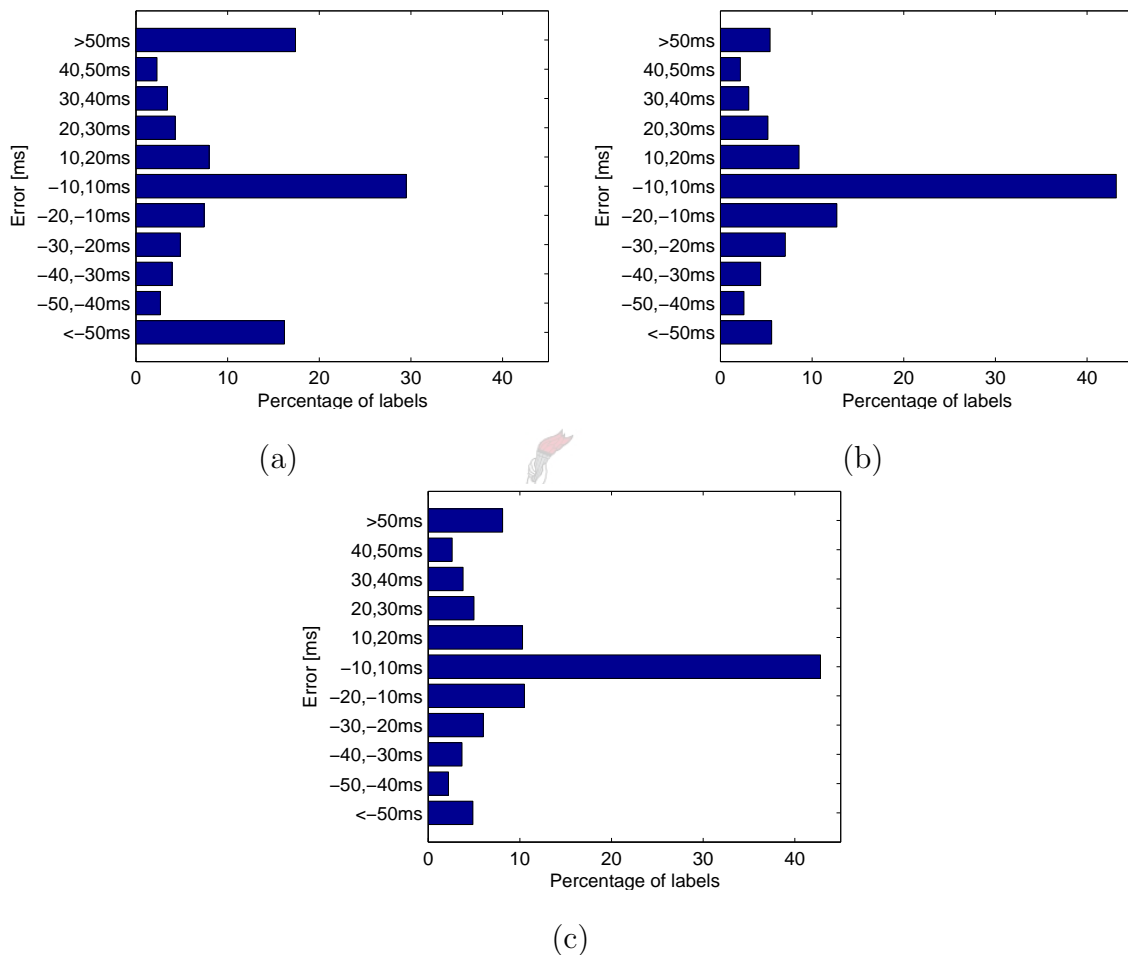 >50ms
40,50ms
30,40ms
20,30ms
10,20ms
−10,10ms
−20,−10ms
−30,−20ms
−40,−30ms
−50,−40ms
<−50ms
Error [ms]
0 10 20 30 40
Percentage of labels
(a)
>50ms
40,50ms
30,40ms
20,30ms
10,20ms
−10,10ms
−20,−10ms
−30,−20ms
−40,−30ms
−50,−40ms
<−50ms
Error [ms]
0 10 20 30 40
Percentage of labels
(b)
>50ms
40,50ms
30,40ms
20,30ms
10,20ms
−10,10ms
−20,−10ms
−30,−20ms
−40,−30ms
−50,−40ms
<−50ms
Error [ms]
0 10 20 30 40
Percentage of labels
(c)